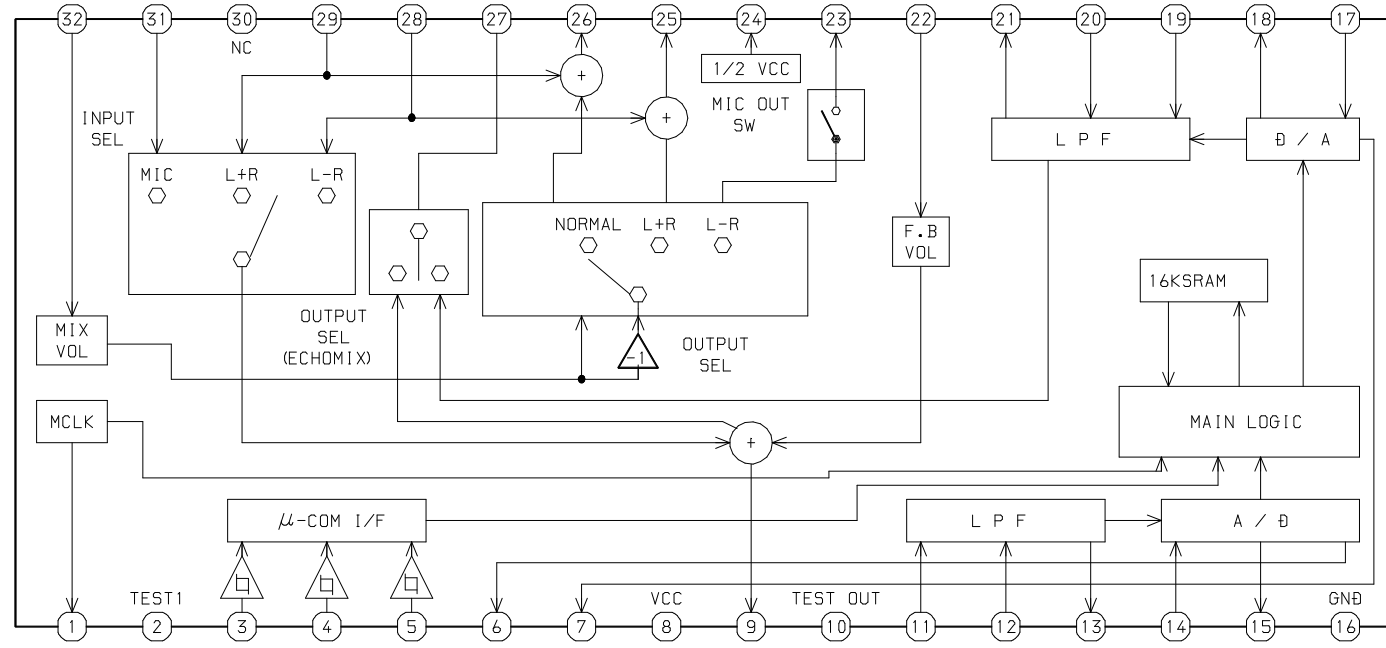 32 31 30 29 28 27 26 25 24 23 22 21 20 19 18 17
NC
+
1/2 VCC
MIC OUT
SW
+
INPUT
SEL
L P F
D / A
MIC L+R L-R
NORMAL L+R L-R
F.B
VOL
16KSRAM
OUTPUT
SEL
(ECHOMIX)
MIX
VOL
-1
OUTPUT
SEL
MCLK
+
MAIN LOGIC
μ-COM I/F
L P F
A / D
TEST1
VCC
TEST OUT
GND
1 2 3 4 5 6 7 8 9 10 11 12 13 14 15 16